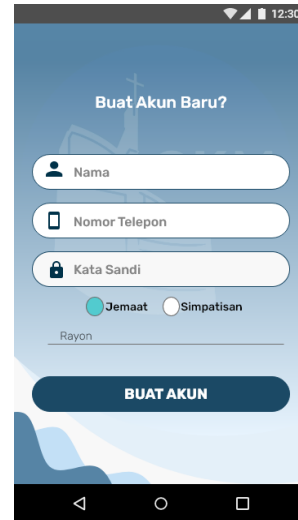 12:30
Buat Akun Baru?
Nama
Nomor Telepon
Kata Sandi
Jemaat Simpatisan
Rayon
BUAT AKUN